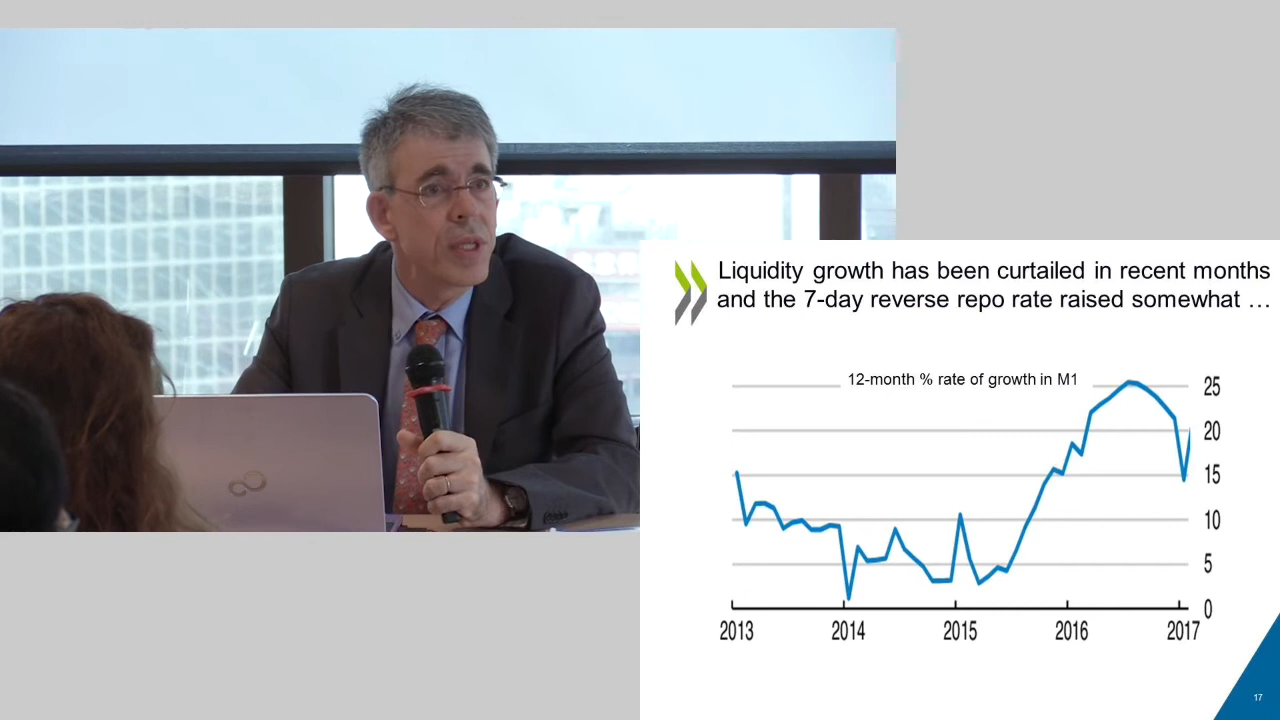 Liquidity growth has been curtailed in recent months
and the 7-day reverse repo rate raised somewhat …
12-month % rate of growth in M1
25
20
15
10
5
0
2013 2014 2015 2016 2017
17